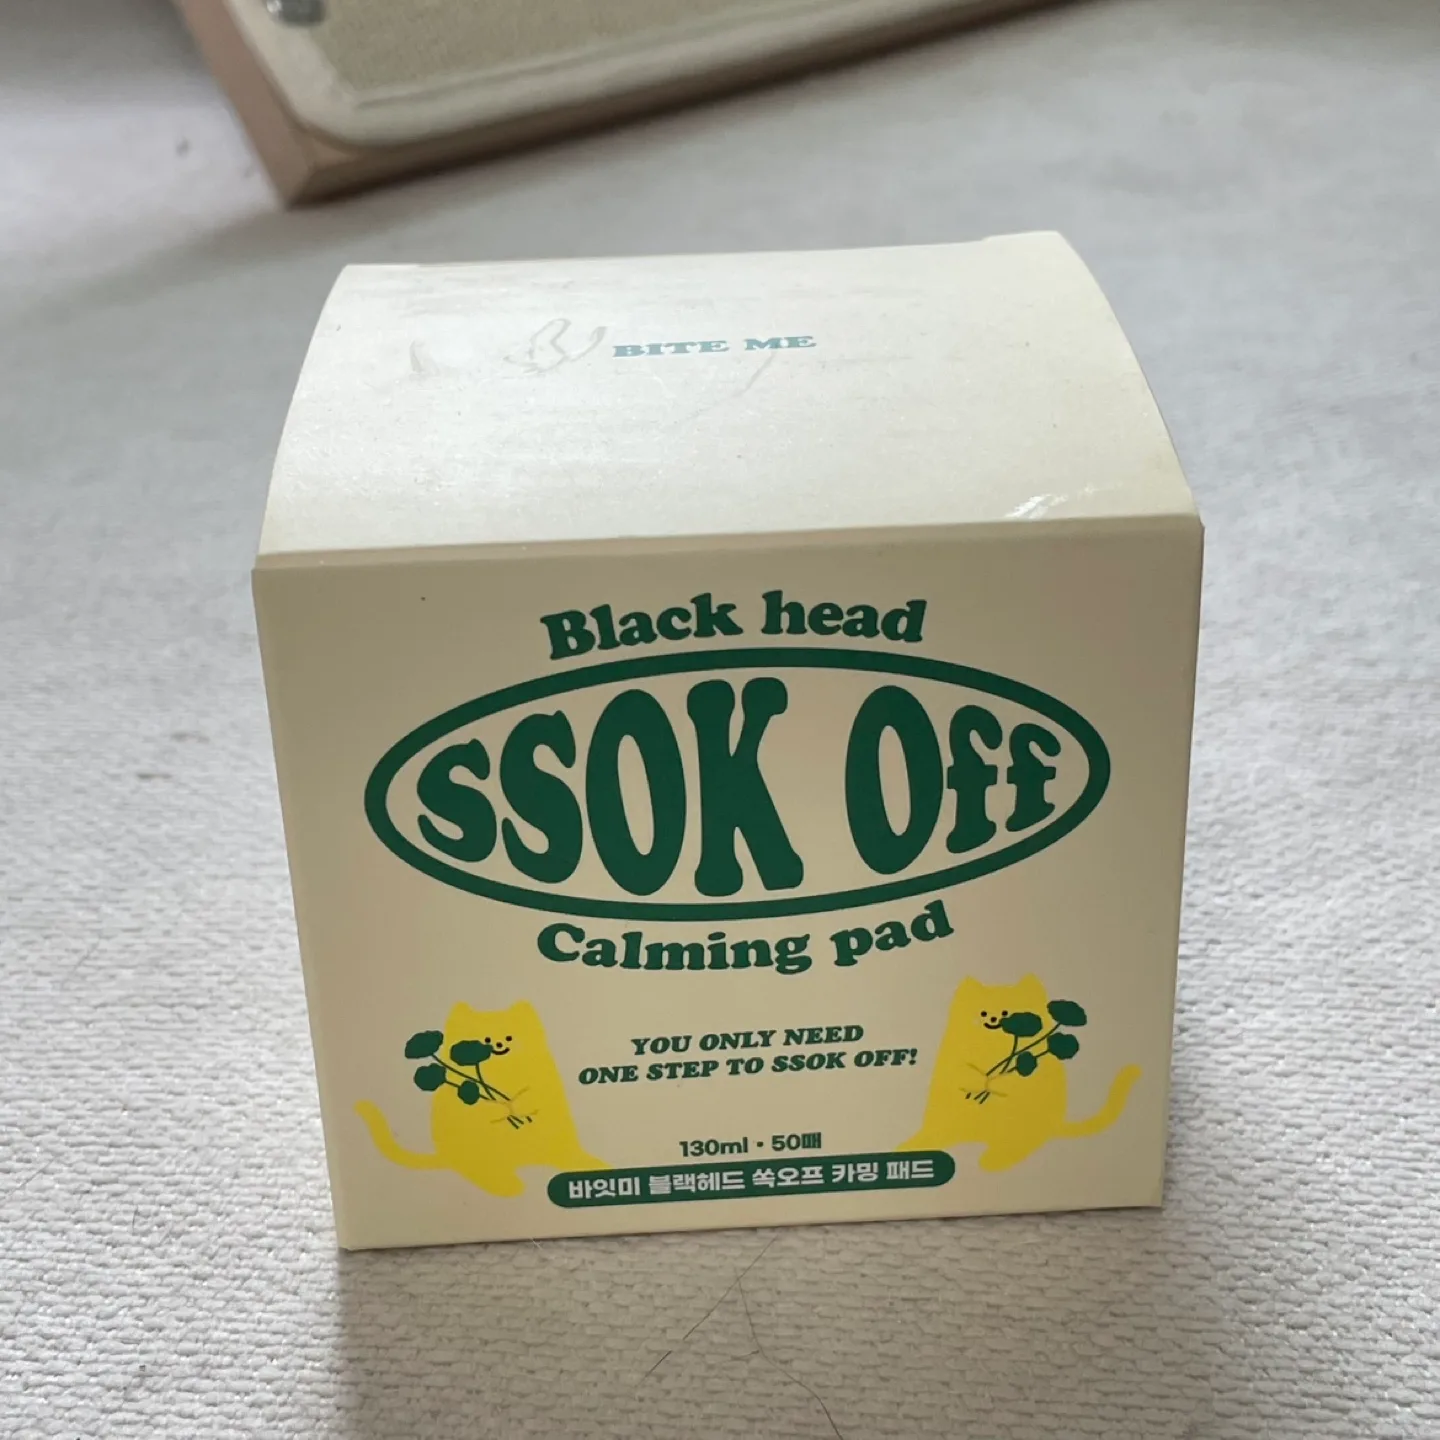 BITE ME
Black head
SSOK Off
Calming pad
YOU ONLY NEED
ONE STEP TO SSOK OFF!
130ml · 50매
바잇미 블랙헤드 쏙오프 카밍 패드